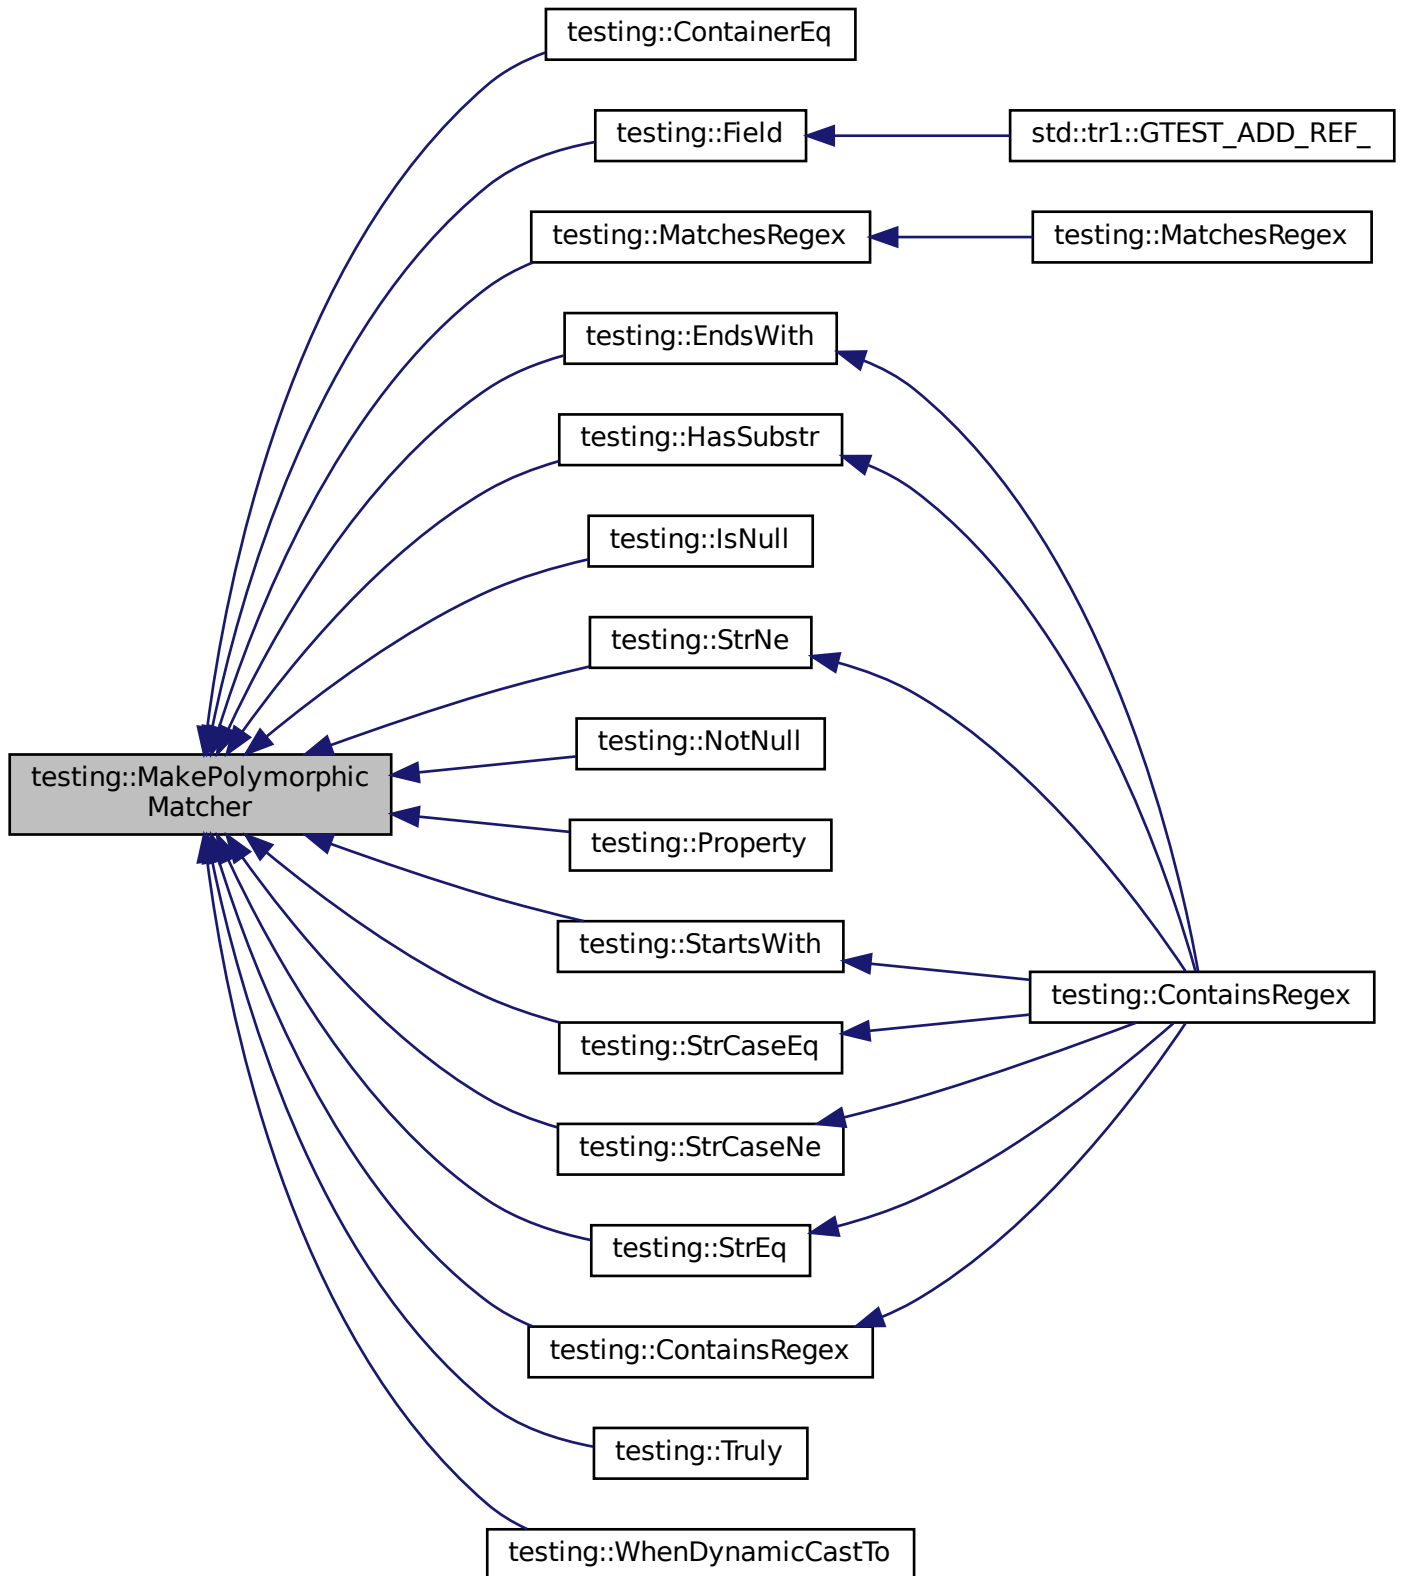 testing::ContainerEq
testing::Field
std::tr1::GTEST_ADD_REF_
testing::MatchesRegex
testing::MatchesRegex
testing::EndsWith
testing::HasSubstr
testing::IsNull
testing::StrNe
testing::NotNull
testing::MakePolymorphic
Matcher
testing::Property
testing::StartsWith
testing::ContainsRegex
testing::StrCaseEq
testing::StrCaseNe
testing::StrEq
testing::ContainsRegex
testing::Truly
testing::WhenDynamicCastTo